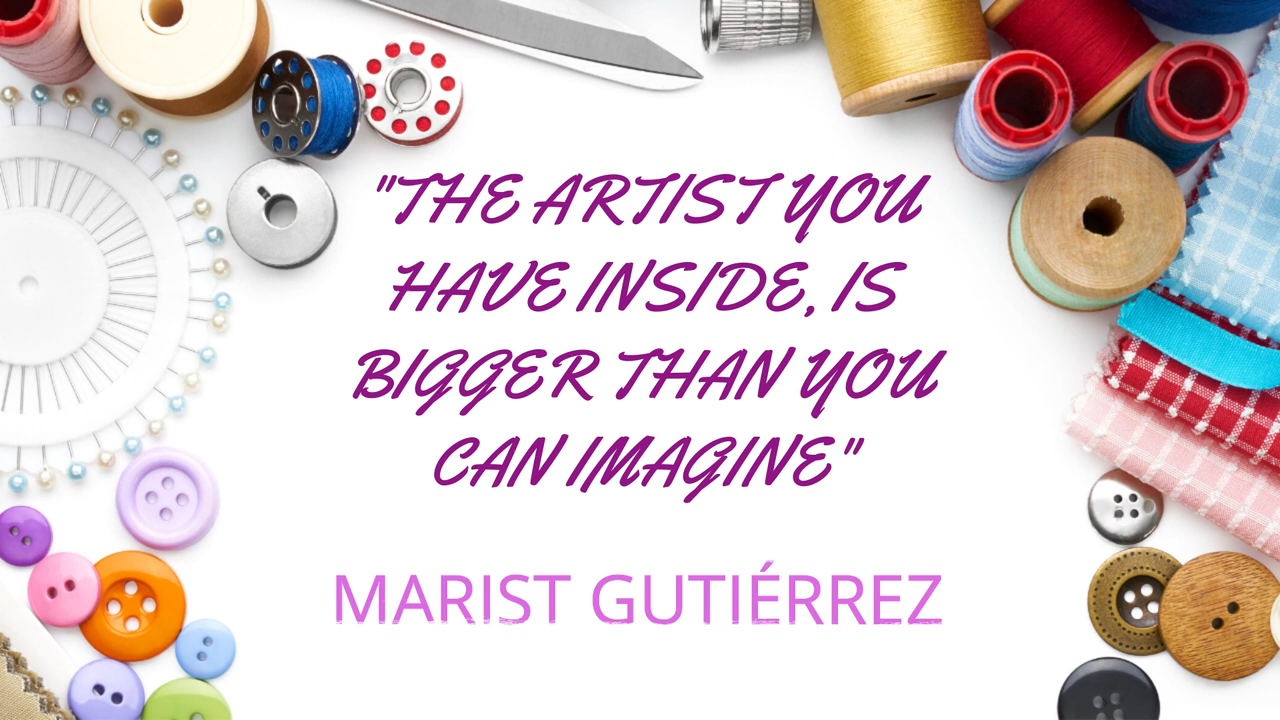 "THE ARTIST YOU
HAVE INSIDE, IS
BIGGER THAN YOU
CAN IMAGINE"
MARIST GUTIÉRREZ